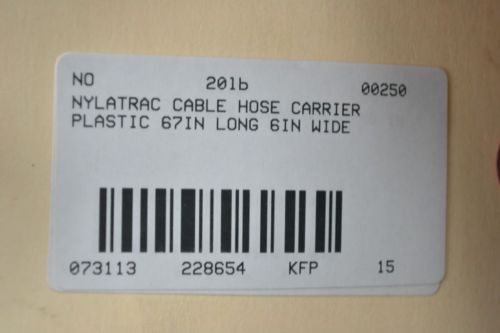 NO 201b 00250
NYLATRAC CABLE HOSE CARRIER
PLASTIC 67IN LONG 6IN WIDE
073113 228654 KFP 15